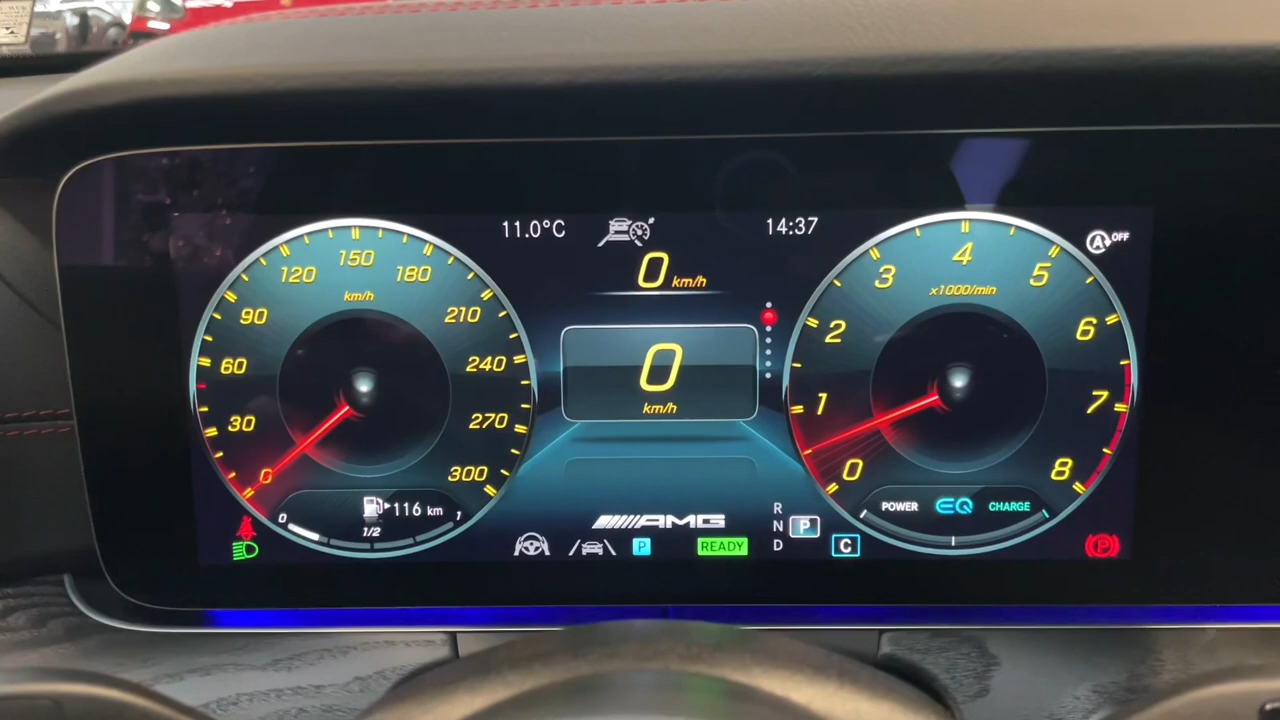 11.0°C
14:37
0 km/h
0
km/h
0
30
60
90
120
150
180
210
240
270
300
km/h
116 km
0
1/2
1
0
1
2
3
4
5
6
7
8
x1000/min
POWER EQ CHARGE
A OFF
AMG
R
N P
D
C
P
READY
P